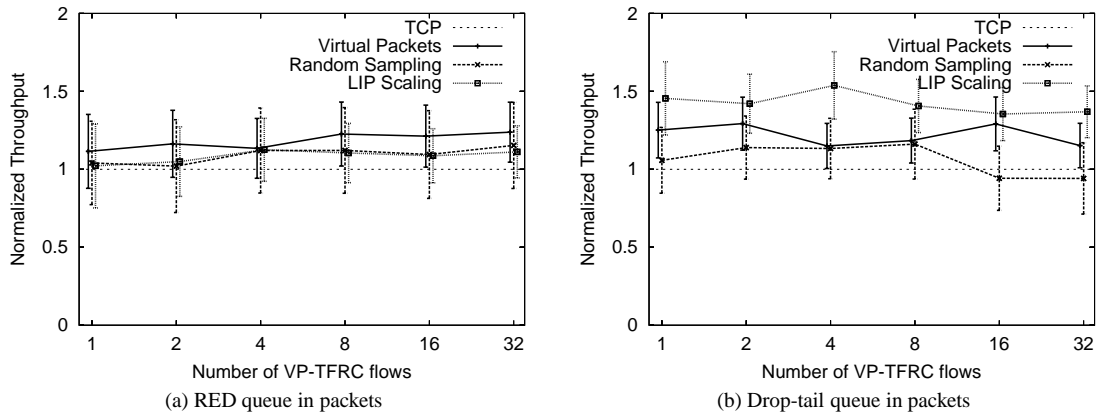 2
1.5
1
0.5
0
Normalized Throughput
TCP
Virtual Packets
Random Sampling
LIP Scaling
1 2 4 8 16 32
Number of VP-TFRC flows
(a) RED queue in packets
2
1.5
1
0.5
0
Normalized Throughput
TCP
Virtual Packets
Random Sampling
LIP Scaling
1 2 4 8 16 32
Number of VP-TFRC flows
(b) Drop-tail queue in packets